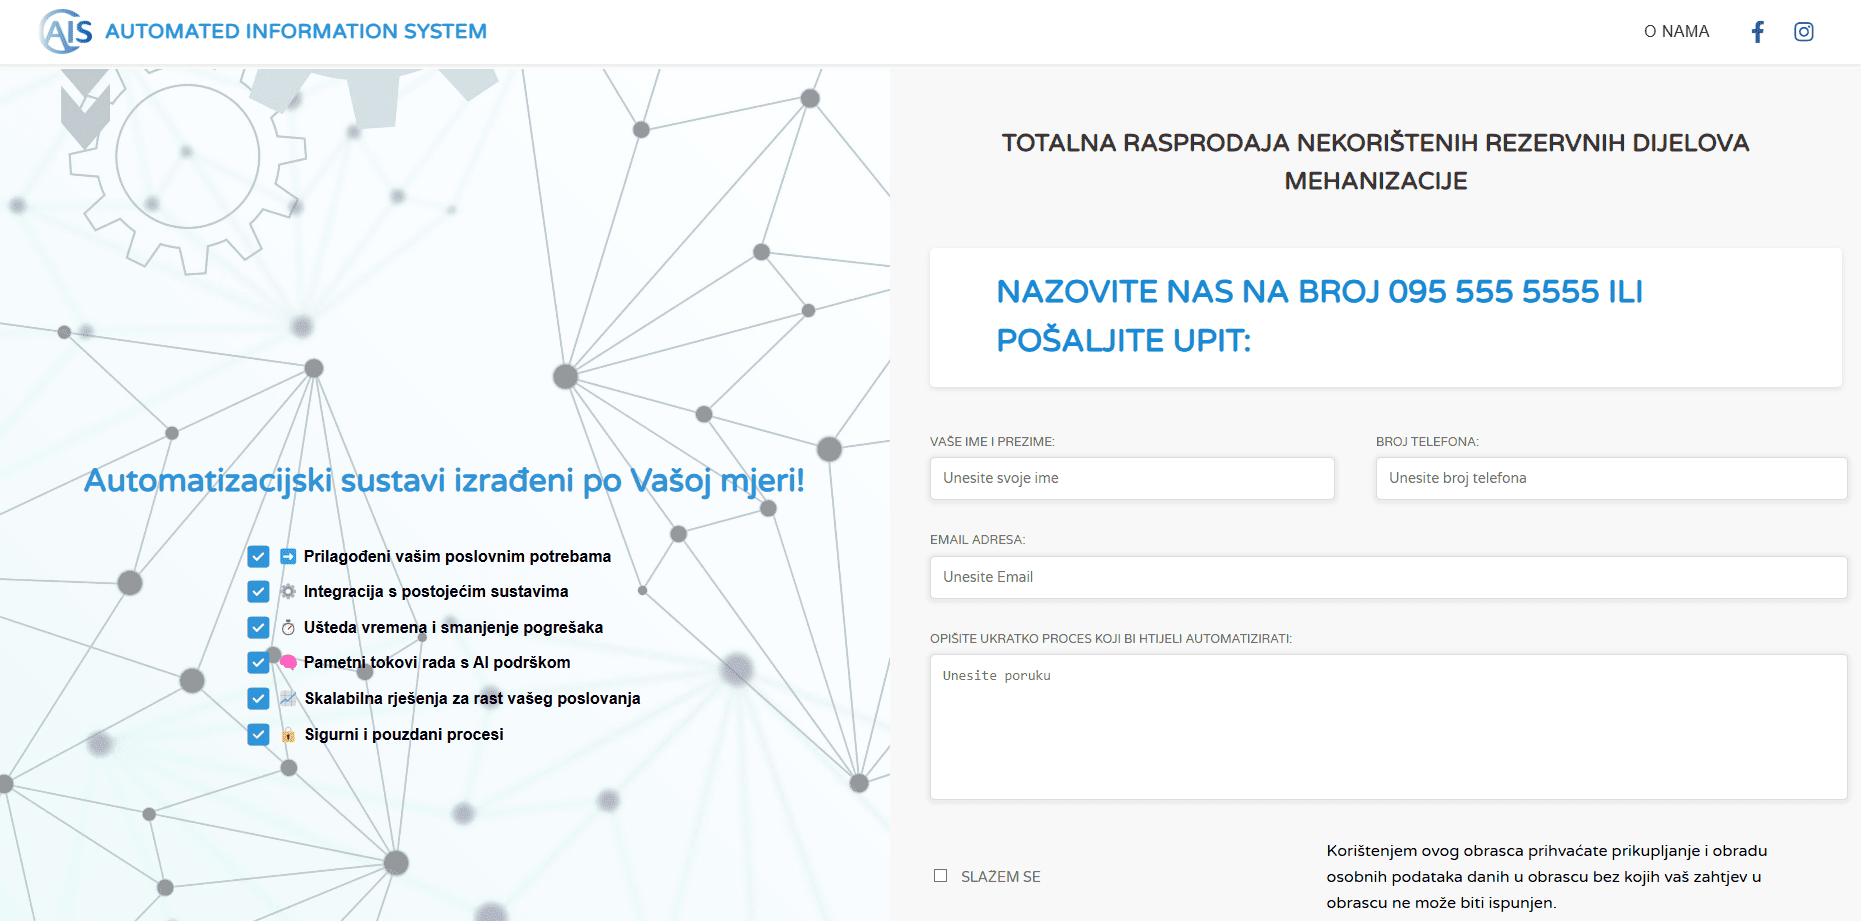 AIS AUTOMATED INFORMATION SYSTEM
O NAMA
Automatizacijski sustavi izrađeni po Vašoj mjeri!
Prilagođeni vašim poslovnim potrebama
Integracija s postojećim sustavima
Ušteda vremena i smanjenje pogrešaka
Pametni tokovi rada s AI podrškom
Skalabilna rješenja za rast vašeg poslovanja
Sigurni i pouzdani procesi
TOTALNA RASPRODAJA NEKORIŠTENIH REZERVNIH DIJELOVA
MEHANIZACIJE
NAZOVITE NAS NA BROJ 095 555 5555 ILI
POŠALJITE UPIT:
VAŠE IME I PREZIME:
Unesite svoje ime
BROJ TELEFONA:
Unesite broj telefona
EMAIL ADRESA:
Unesite Email
OPIŠITE UKRATKO PROCES KOJI BI HTIJELI AUTOMATIZIRATI:
Unesite poruku
SLAŽEM SE
Korištenjem ovog obrasca prihvaćate prikupljanje i obradu
osobnih podataka danih u obrascu bez kojih vaš zahtjev u
obrascu ne može biti ispunjen.